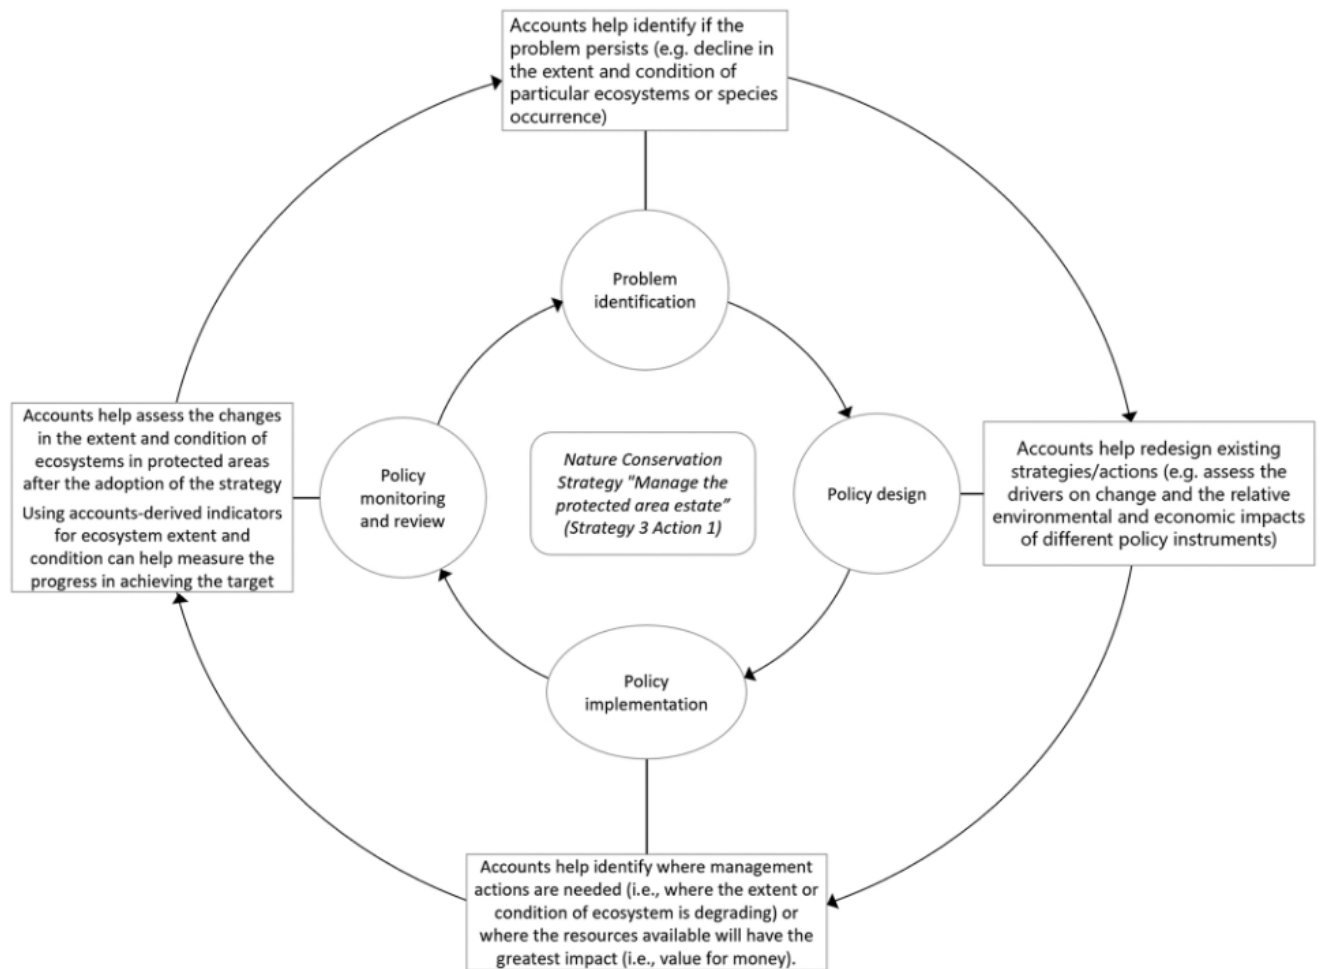 Accounts help identify if the
problem persists (e.g. decline in
the extent and condition of
particular ecosystems or species
occurrence)
Problem
identification
Accounts help assess the changes
in the extent and condition of
ecosystems in protected areas
after the adoption of the strategy
Using accounts-derived indicators
for ecosystem extent and
condition can help measure the
progress in achieving the target
Policy
monitoring
and review
Nature Conservation
Strategy "Manage the
protected area estate”
(Strategy 3 Action 1)
Policy design
Accounts help redesign existing
strategies/actions (e.g. assess the
drivers on change and the relative
environmental and economic impacts
of different policy instruments)
Policy
implementation
Accounts help identify where management
actions are needed (i.e., where the extent or
condition of ecosystem is degrading) or
where the resources available will have the
greatest impact (i.e., value for money).